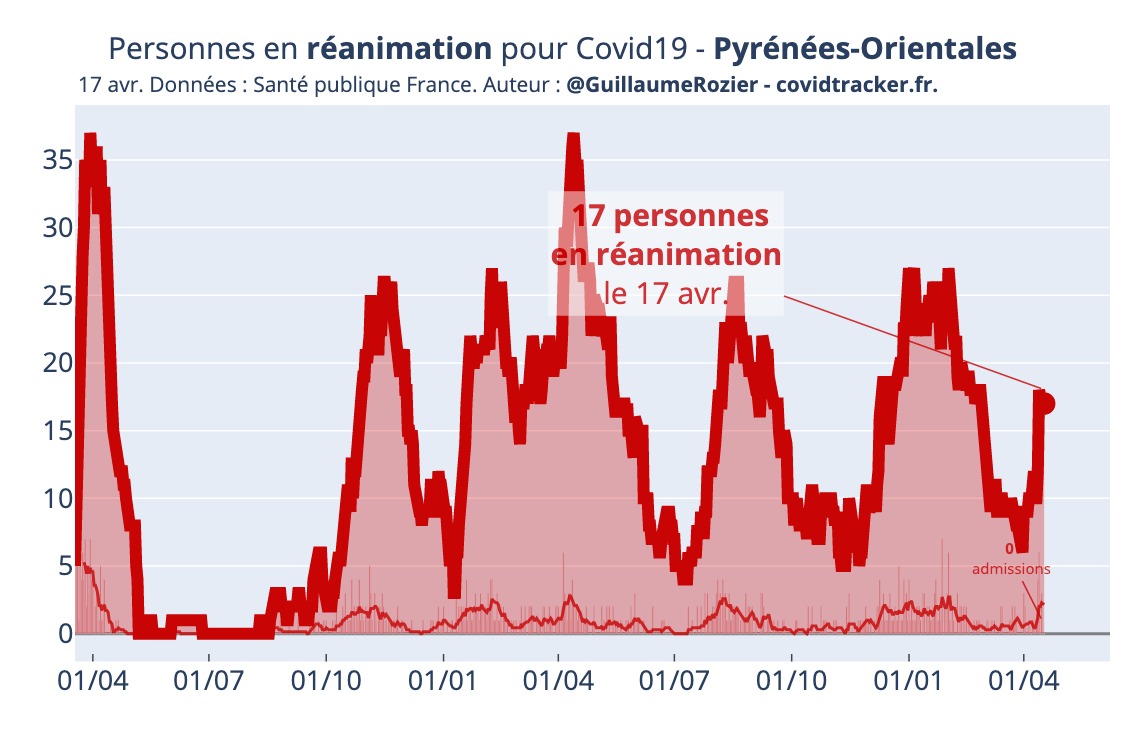 Personnes en réanimation pour Covid19 - Pyrénées-Orientales
17 avr. Données : Santé publique France. Auteur : @GuillaumeRozier - covidtracker.fr.
35
30
25
20
15
10
5
0
17 personnes
en réanimation
le 17 avr.
0
admissions
01/04 01/07 01/10 01/01 01/04 01/07 01/10 01/01 01/04